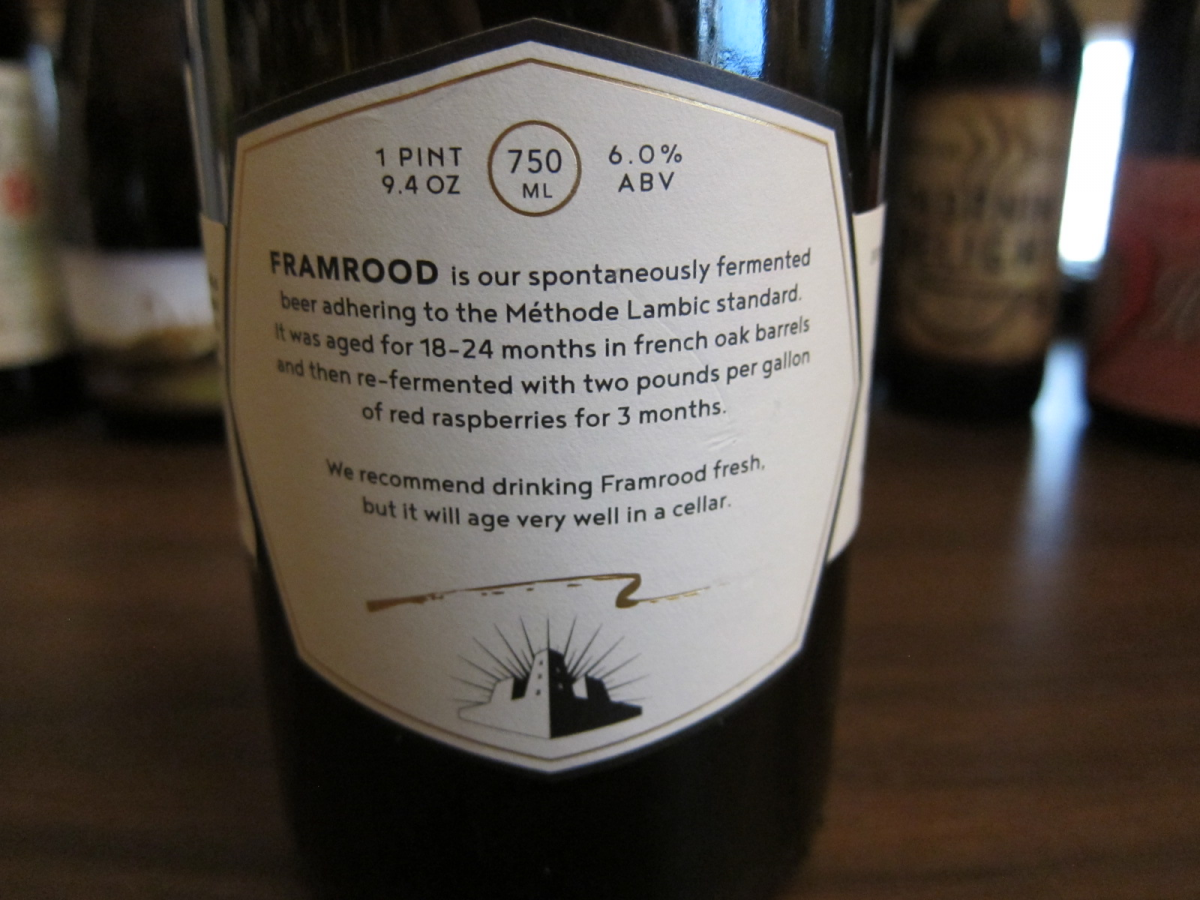 1 PINT
9.4 OZ
750
ML
6.0%
ABV
FRAMROOD is our spontaneously fermented
beer adhering to the Méthode Lambic standard.
It was aged for 18-24 months in french oak barrels
and then re-fermented with two pounds per gallon
of red raspberries for 3 months.
We recommend drinking Framrood fresh,
but it will age very well in a cellar.